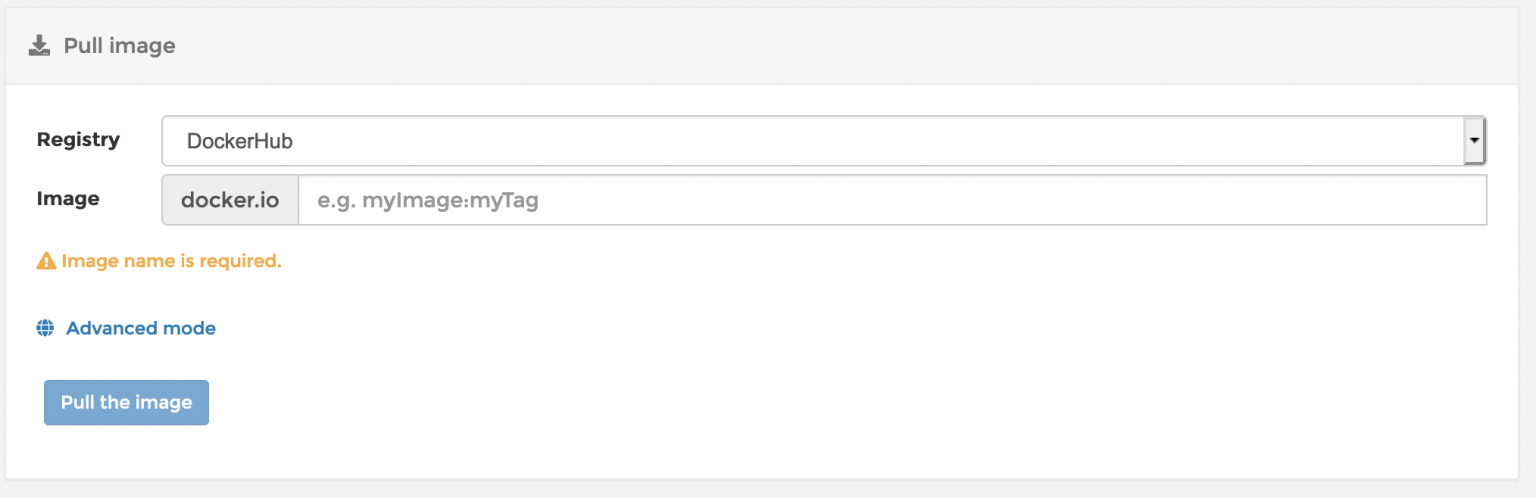 Pull image
Registry DockerHub
Image docker.io e.g. myImage:myTag
Image name is required.
Advanced mode
Pull the image